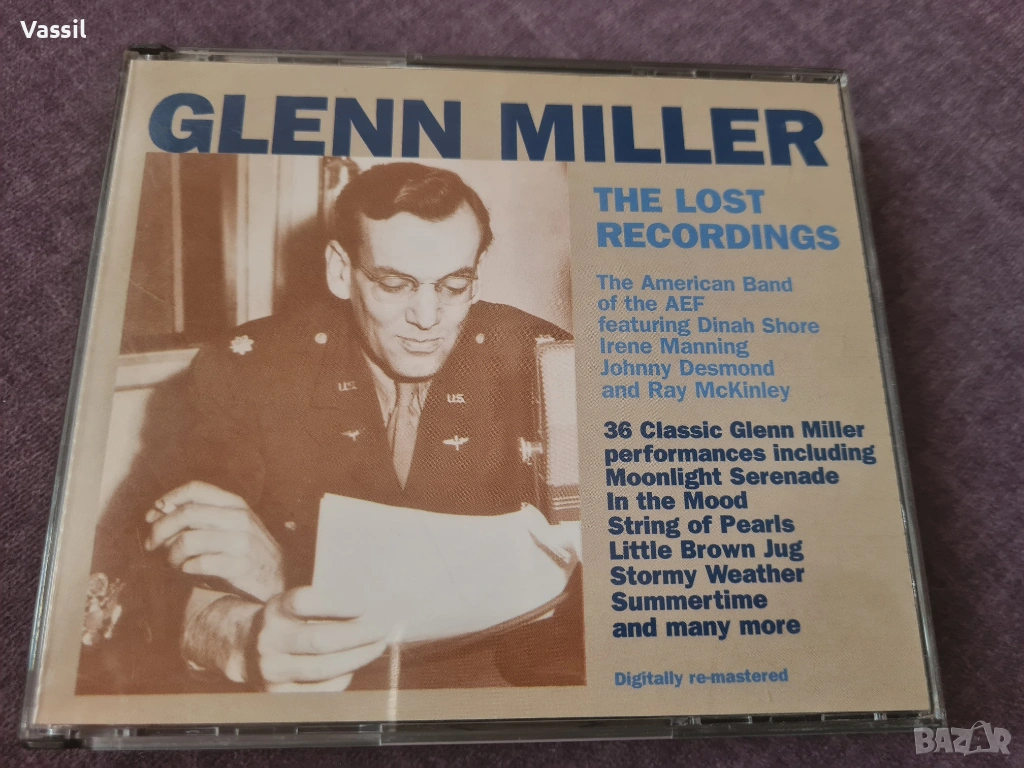 Vassil
GLENN MILLER
THE LOST
RECORDINGS
The American Band
of the AEF
featuring Dinah Shore
Irene Manning
Johnny Desmond
and Ray McKinley
36 Classic Glenn Miller
performances including
Moonlight Serenade
In the Mood
String of Pearls
Little Brown Jug
Stormy Weather
Summertime
and many more
Digitally re-mastered
U.S.
U.S.
BAZAR